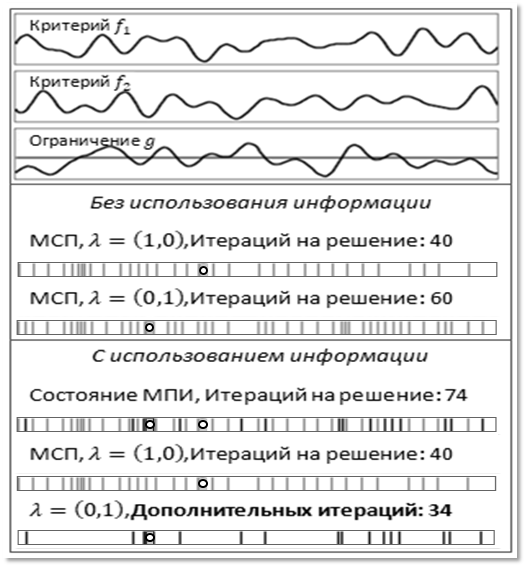 Критерий f₁
Критерий f₂
Ограничение g
Без использования информации
МСП, λ = (1,0),Итераций на решение: 40
МСП, λ = (0,1),Итераций на решение: 60
С использованием информации
Состояние МПИ, Итераций на решение: 74
МСП, λ = (1,0),Итераций на решение: 40
λ = (0,1),Дополнительных итераций: 34